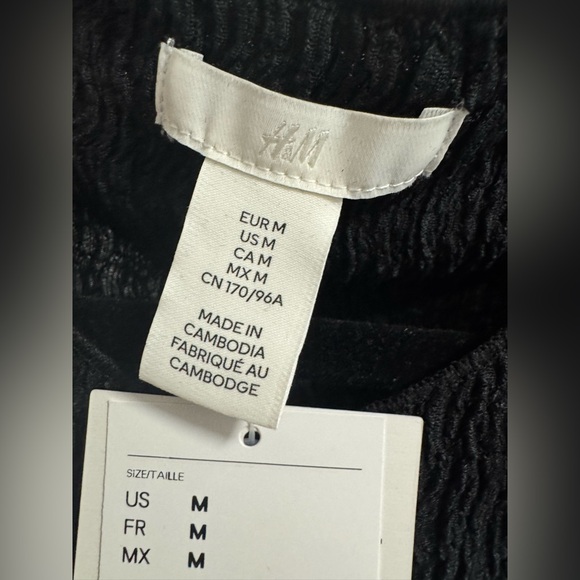 H&M
EUR M
US M
CA M
MX M
CN 170/96A
MADE IN
CAMBODIA
FABRIQUÉ AU
CAMBODGE
SIZE/TAILLE
US M
FR M
MX M